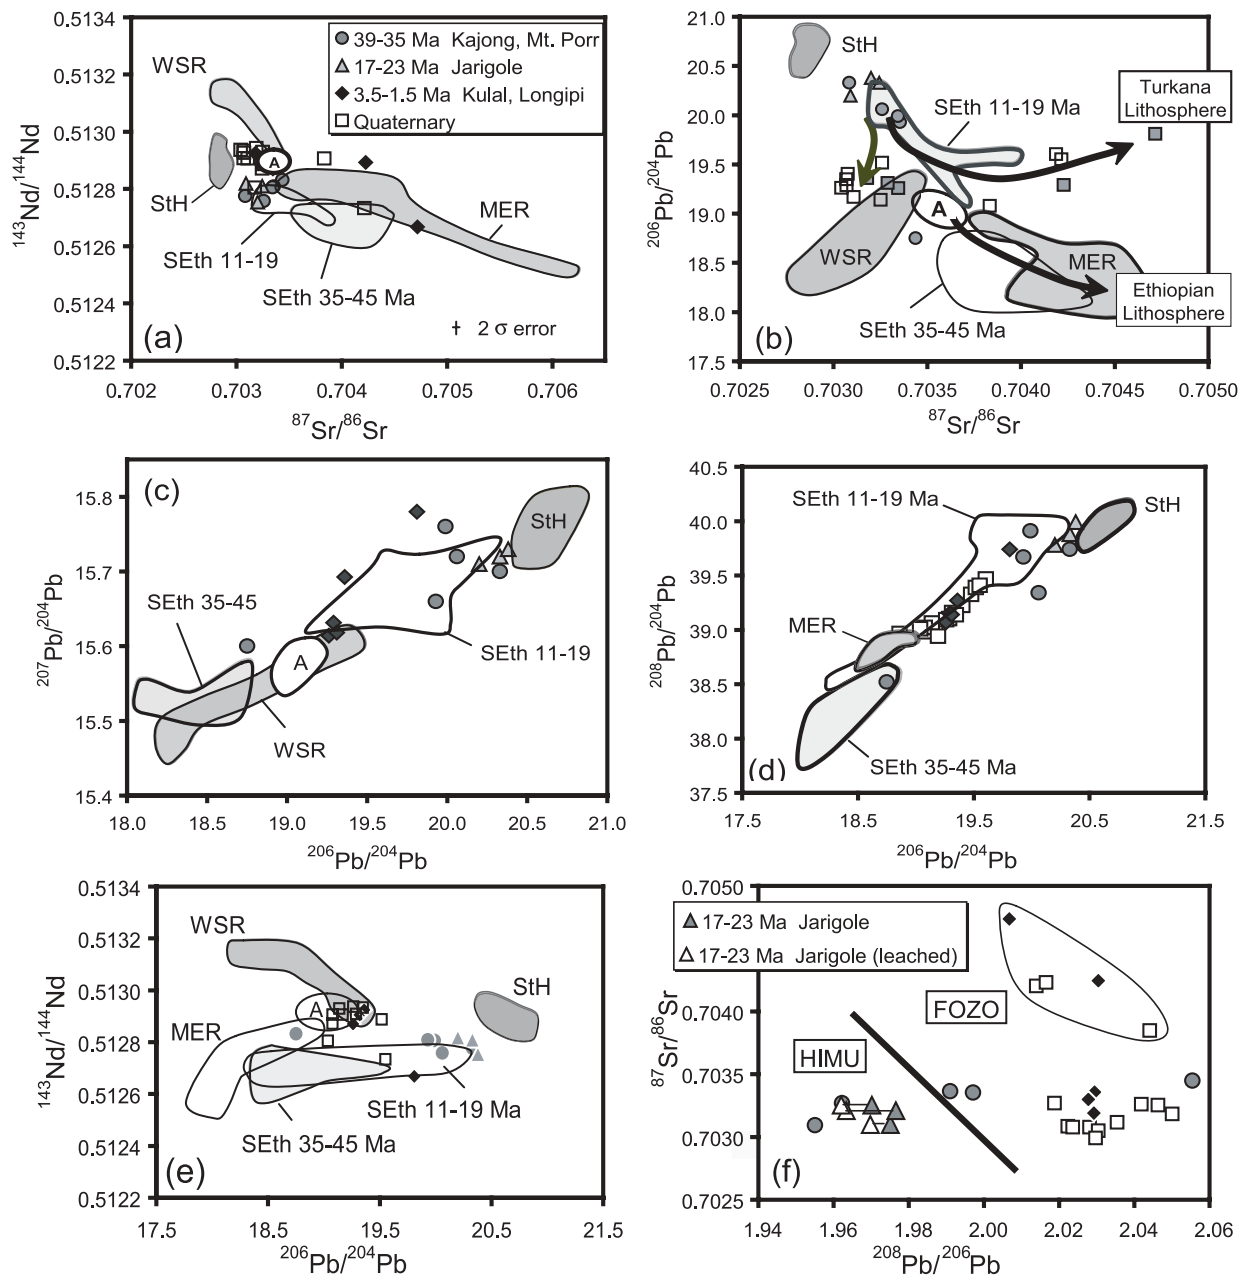 (a)
0.5134
0.5132
0.5130
0.5128
0.5126
0.5124
0.5122
143Nd/144Nd
39-35 Ma Kajong, Mt. Porr
17-23 Ma Jarigole
3.5-1.5 Ma Kulal, Longipi
Quaternary
WSR
A
StH
SEth 11-19
MER
SEth 35-45 Ma
2 σ error
0.702 0.703 0.704 0.705 0.706
87Sr/86Sr
(b)
21.0
20.5
20.0
19.5
19.0
18.5
18.0
17.5
206Pb/204Pb
StH
SEth 11-19 Ma
Turkana
Lithosphere
A
WSR
MER
SEth 35-45 Ma
Ethiopian
Lithosphere
0.7025 0.7030 0.7035 0.7040 0.7045 0.7050
87Sr/86Sr
(c)
15.8
15.7
15.6
15.5
15.4
207Pb/204Pb
StH
SEth 35-45
A
SEth 11-19
WSR
18.0 18.5 19.0 19.5 20.0 20.5 21.0
206Pb/204Pb
(d)
40.5
40.0
39.5
39.0
38.5
38.0
37.5
208Pb/204Pb
SEth 11-19 Ma
StH
MER
SEth 35-45 Ma
17.5 18.5 19.5 20.5 21.5
206Pb/204Pb
(e)
0.5134
0.5132
0.5130
0.5128
0.5126
0.5124
0.5122
143Nd/144Nd
WSR
A
StH
MER
SEth 11-19 Ma
SEth 35-45 Ma
17.5 18.5 19.5 20.5 21.5
206Pb/204Pb
(f)
0.7050
0.7040
0.7035
0.7030
0.7025
87Sr/86Sr
17-23 Ma Jarigole
17-23 Ma Jarigole (leached)
FOZO
HIMU
1.94 1.96 1.98 2.00 2.02 2.04 2.06
208Pb/206Pb